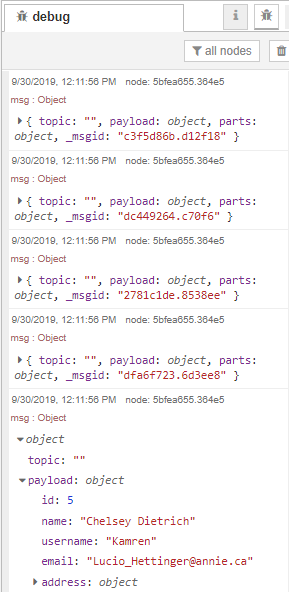 debug
all nodes
9/30/2019, 12:11:56 PM node: 5bfea655.364e5
msg : Object
{ topic: "", payload: object, parts:
object, _msgid: "c3f5d86b.d12f18" }
9/30/2019, 12:11:56 PM node: 5bfea655.364e5
msg : Object
{ topic: "", payload: object, parts:
object, _msgid: "dc449264.c70f6" }
9/30/2019, 12:11:56 PM node: 5bfea655.364e5
msg : Object
{ topic: "", payload: object, parts:
object, _msgid: "2781c1de.8538ee" }
9/30/2019, 12:11:56 PM node: 5bfea655.364e5
msg : Object
{ topic: "", payload: object, parts:
object, _msgid: "dfa6f723.6d3ee8" }
9/30/2019, 12:11:56 PM node: 5bfea655.364e5
msg : Object
object
topic: ""
payload: object
id: 5
name: "Chelsey Dietrich"
username: "Kamren"
email: "Lucio_Hettinger@annie.ca"
address: object